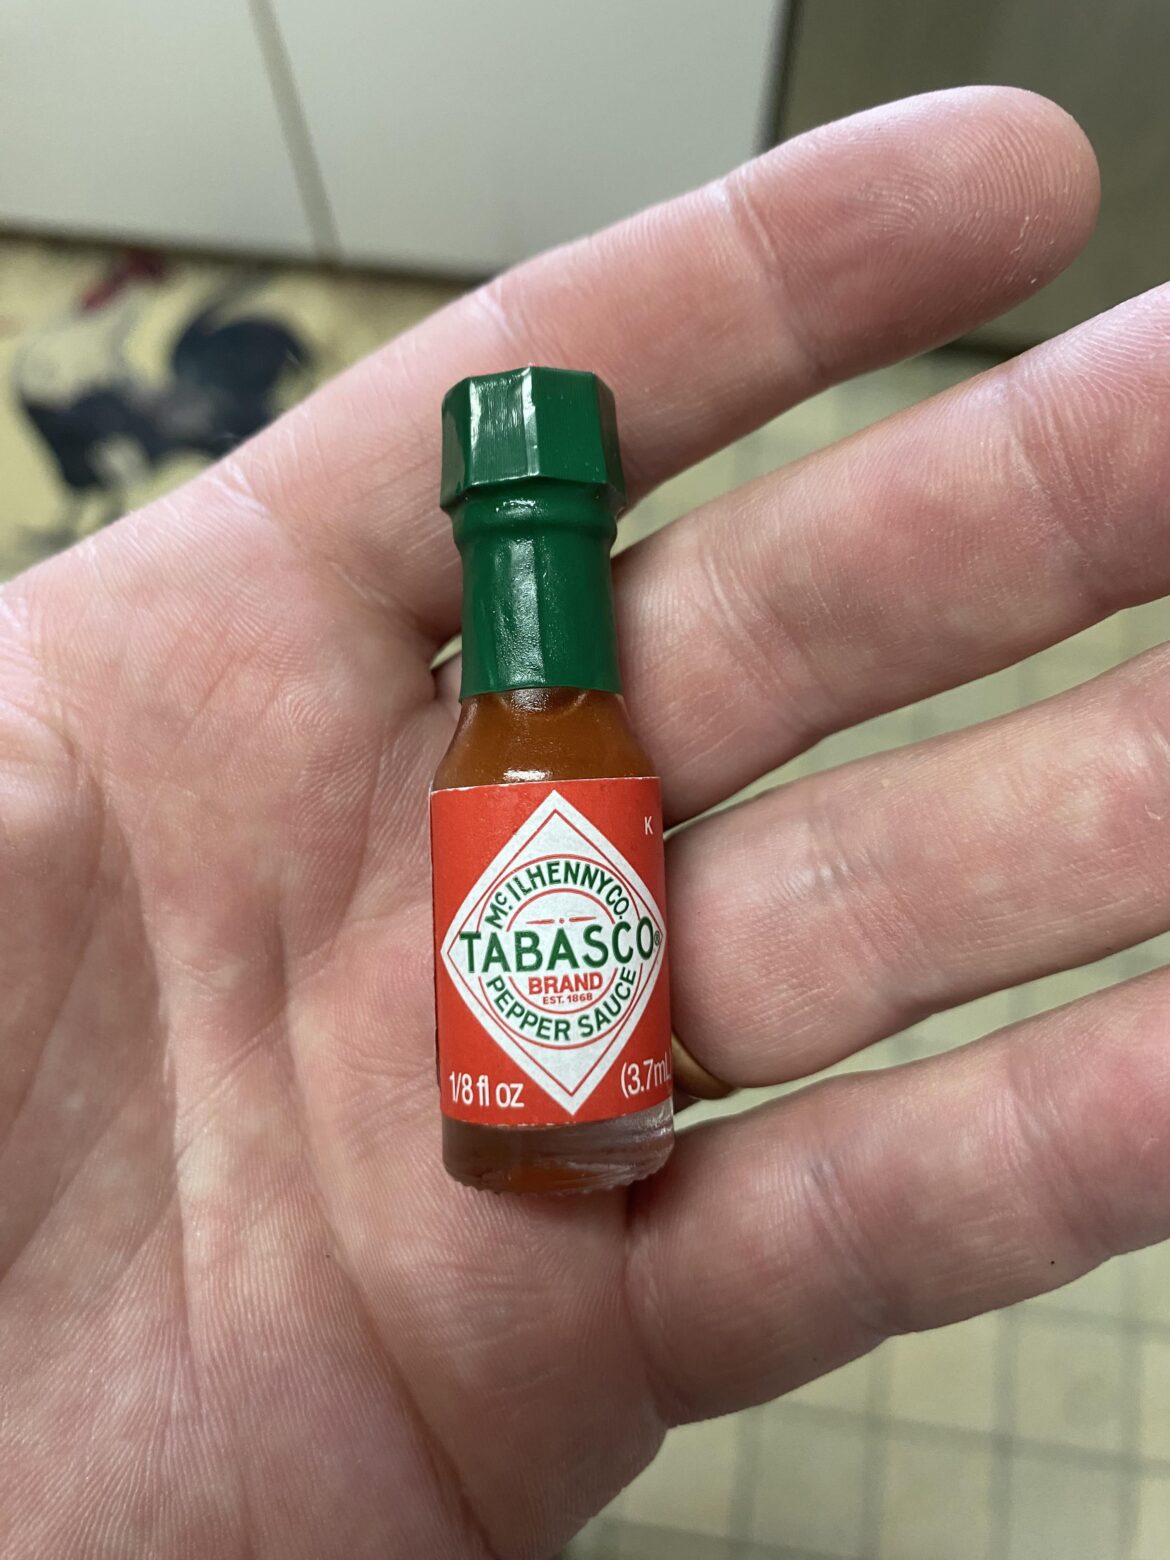 K
McILHENNY CO.
TABASCO®
BRAND
EST. 1868
PEPPER SAUCE
1/8 fl oz
(3.7mL